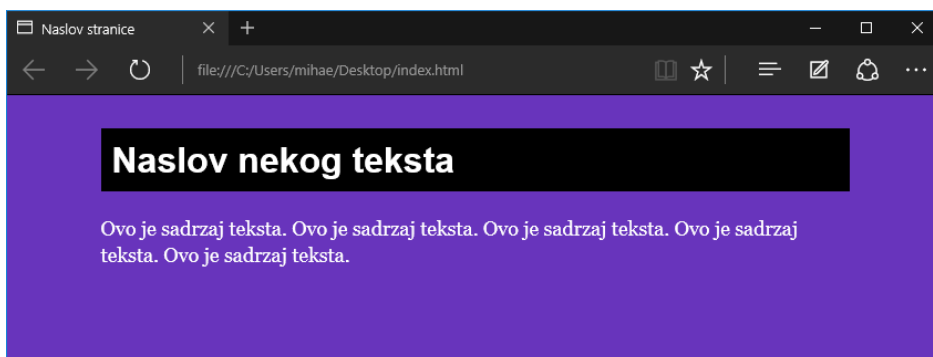 Naslov stranice
file:///C:/Users/mihae/Desktop/index.html
Naslov nekog teksta
Ovo je sadrzaj teksta. Ovo je sadrzaj teksta. Ovo je sadrzaj teksta. Ovo je sadrzaj
teksta. Ovo je sadrzaj teksta.